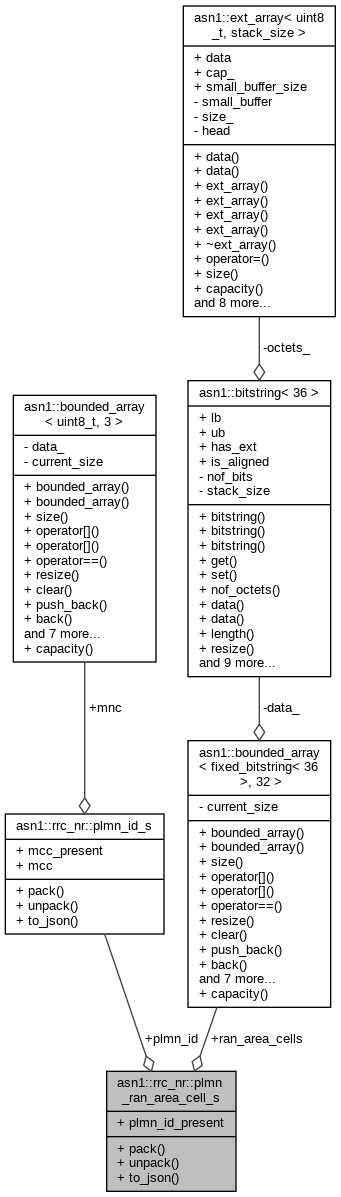 asn1::ext_array< uint8
_t, stack_size >
+ data
+ cap_
+ small_buffer_size
- small_buffer
- size_
- head
+ data()
+ data()
+ ext_array()
+ ext_array()
+ ext_array()
+ ext_array()
+ ~ext_array()
+ operator=()
+ size()
+ capacity()
and 8 more...
-octets_
asn1::bounded_array
< uint8_t, 3 >
- data_
- current_size
+ bounded_array()
+ bounded_array()
+ size()
+ operator[]()
+ operator[]()
+ operator==()
+ resize()
+ clear()
+ push_back()
+ back()
and 7 more...
+ capacity()
asn1::bitstring< 36 >
+ lb
+ ub
+ has_ext
+ is_aligned
- nof_bits
- stack_size
+ bitstring()
+ bitstring()
+ bitstring()
+ get()
+ set()
+ nof_octets()
+ data()
+ data()
+ length()
+ resize()
and 9 more...
+mnc
-data_
asn1::rrc_nr::plmn_id_s
+ mcc_present
+ mcc
+ pack()
+ unpack()
+ to_json()
asn1::bounded_array
< fixed_bitstring< 36
>, 32 >
- current_size
+ bounded_array()
+ bounded_array()
+ size()
+ operator[]()
+ operator[]()
+ operator==()
+ resize()
+ clear()
+ push_back()
+ back()
and 7 more...
+ capacity()
+plmn_id
+ran_area_cells
asn1::rrc_nr::plmn
_ran_area_cell_s
+ plmn_id_present
+ pack()
+ unpack()
+ to_json()